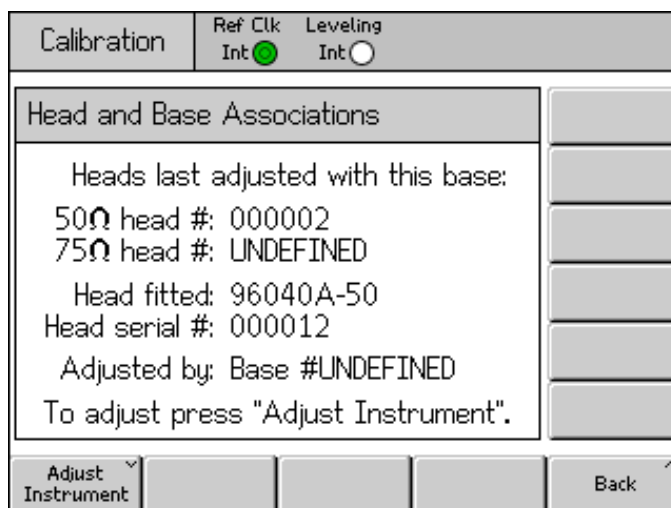 Calibration
Ref Clk Leveling
Int Int
Head and Base Associations
Heads last adjusted with this base:
50Ω head #: 000002
75Ω head #: UNDEFINED
Head fitted: 96040A-50
Head serial #: 000012
Adjusted by: Base #UNDEFINED
To adjust press "Adjust Instrument".
Adjust
Instrument
Back